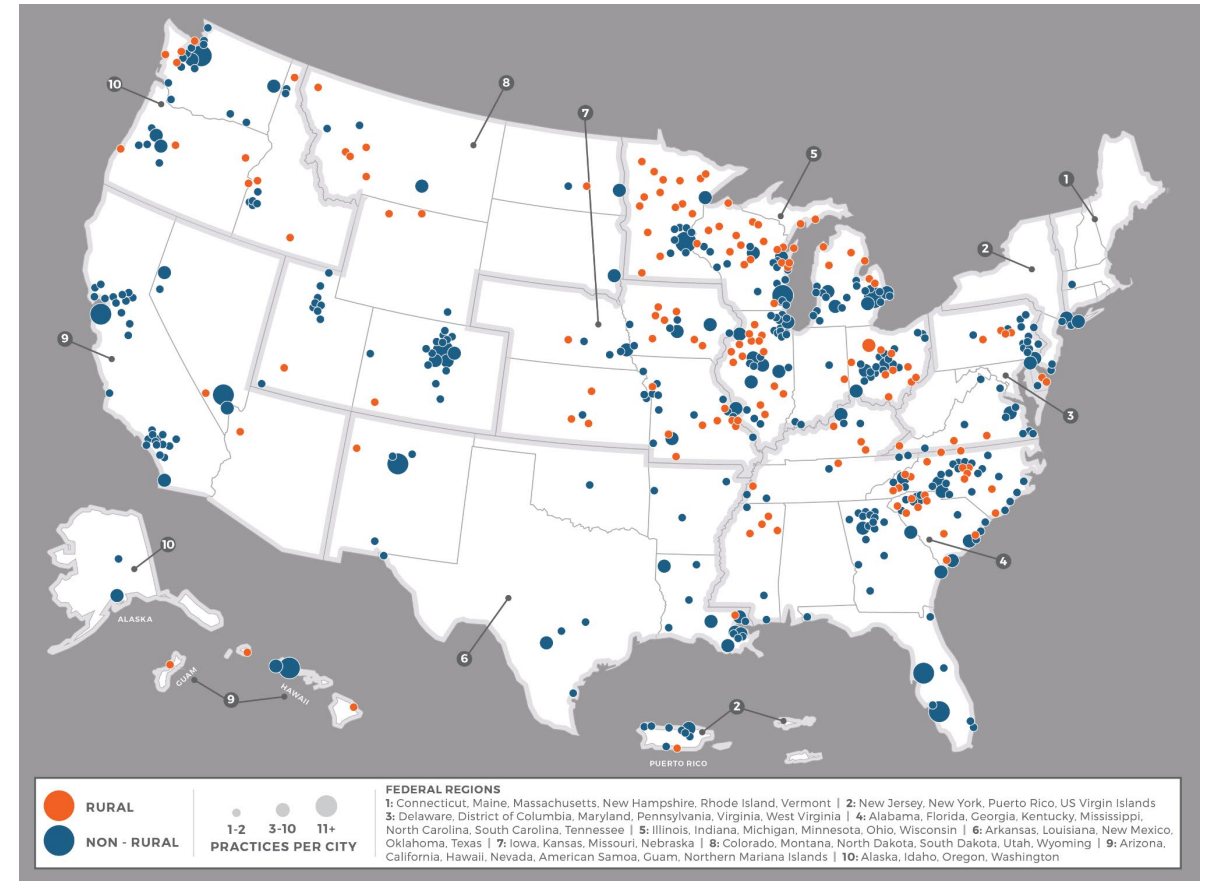 10
8
7
5
1
2
9
3
10
4
ALASKA
6
GUAM
9
HAWAII
2
PUERTO RICO
RURAL
NON - RURAL
1-2
3-10
11+
PRACTICES PER CITY
FEDERAL REGIONS
1: Connecticut, Maine, Massachusetts, New Hampshire, Rhode Island, Vermont | 2: New Jersey, New York, Puerto Rico, US Virgin Islands
3: Delaware, District of Columbia, Maryland, Pennsylvania, Virginia, West Virginia | 4: Alabama, Florida, Georgia, Kentucky, Mississippi,
North Carolina, South Carolina, Tennessee | 5: Illinois, Indiana, Michigan, Minnesota, Ohio, Wisconsin | 6: Arkansas, Louisiana, New Mexico,
Oklahoma, Texas | 7: Iowa, Kansas, Missouri, Nebraska | 8: Colorado, Montana, North Dakota, South Dakota, Utah, Wyoming | 9: Arizona,
California, Hawaii, Nevada, American Samoa, Guam, Northern Mariana Islands | 10: Alaska, Idaho, Oregon, Washington